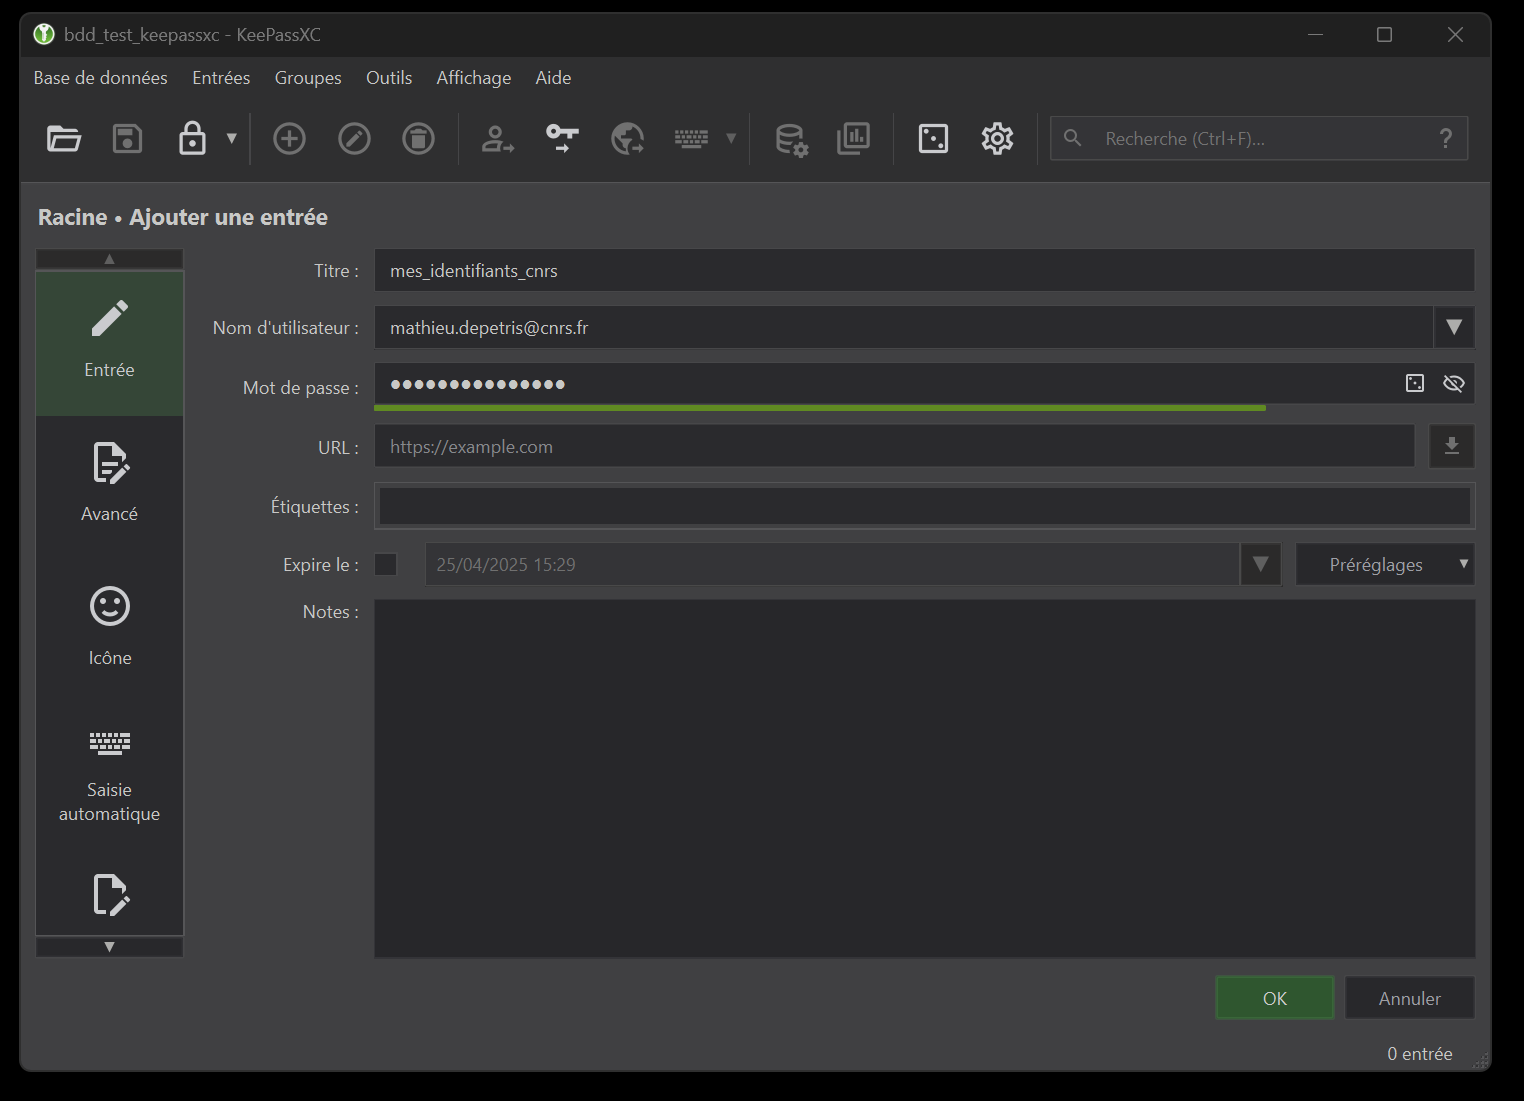 bdd_test_keepassxc - KeePassXC
Base de données Entrées Groupes Outils Affichage Aide
Recherche (Ctrl+F)... ?
Racine • Ajouter une entrée
Entrée
Avancé
Icône
Saisie
automatique
Titre : mes_identifiants_cnrs
Nom d'utilisateur : mathieu.depetris@cnrs.fr
Mot de passe : ●●●●●●●●●●●●●●●
URL : https://example.com
Étiquettes :
Expire le : 25/04/2025 15:29 Préréglages
Notes :
OK Annuler
0 entrée